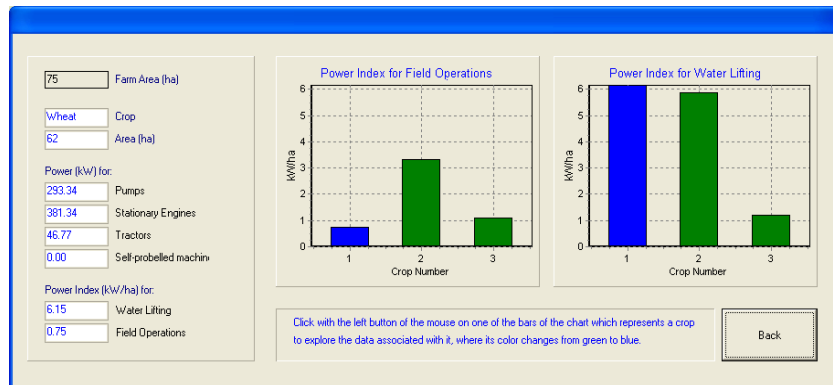 75 Farm Area (ha)
Wheat Crop
62 Area (ha)
Power (kW) for:
293.34 Pumps
381.34 Stationary Engines
46.77 Tractors
0.00 Self-probelled machine
Power Index (kW/ha) for:
6.15 Water Lifting
0.75 Field Operations
Power Index for Field Operations
6
5
4
3
2
1
0
kW/ha
1 2 3
Crop Number
Power Index for Water Lifting
6
5
4
3
2
1
0
kW/ha
1 2 3
Crop Number
Click with the left button of the mouse on one of the bars of the chart which represents a crop
to explore the data associated with it, where its color changes from green to blue.
Back